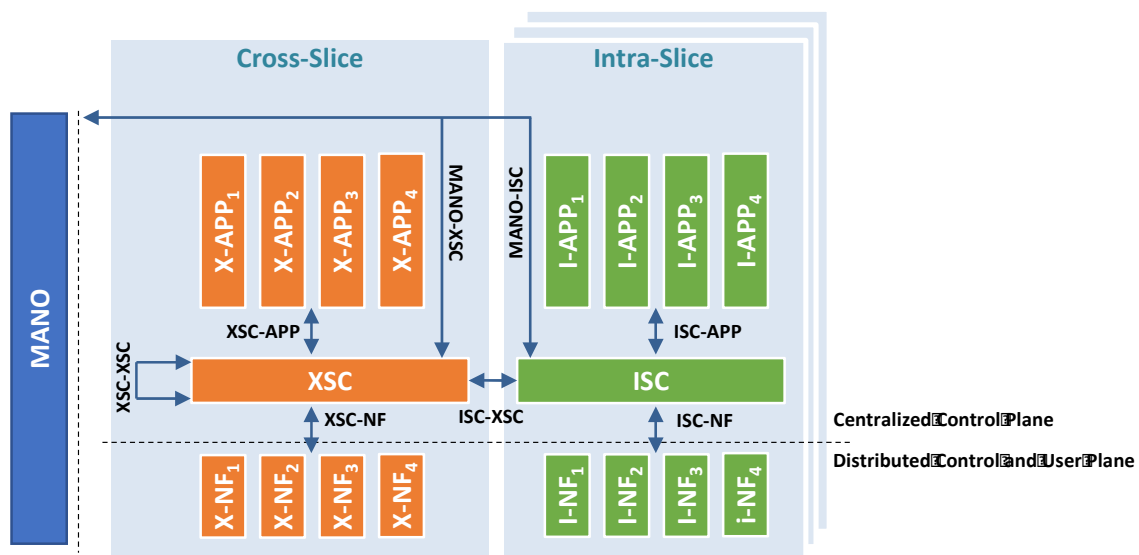 Cross-Slice
Intra-Slice
MANO
X-APP1
X-APP2
X-APP3
X-APP4
MANO-XSC
MANO-ISC
I-APP1
I-APP2
I-APP3
I-APP4
XSC-APP
ISC-APP
XSC-XSC
XSC
ISC
ISC-XSC
XSC-NF
ISC-NF
Centralized Control Plane
Distributed Control and User Plane
X-NF1
X-NF2
X-NF3
X-NF4
I-NF1
I-NF2
I-NF3
i-NF4